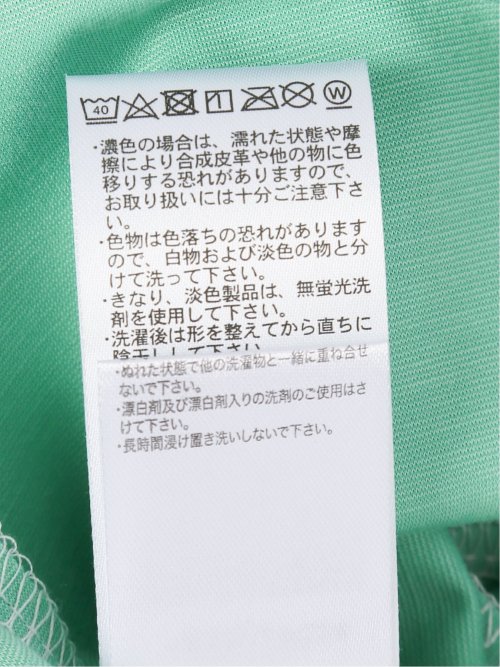 40 W
・濃色の場合は、濡れた状態や摩
擦により合成皮革や他の物に色
移りする恐れがありますので、
お取り扱いには十分ご注意下さ
い。
・色物は色落ちの恐れがあります
ので、白物および淡色の物と分
けて洗って下さい。
・きなり、淡色製品は、無蛍光洗
剤を使用して下さい。
・洗濯後は形を整えてから直ちに
陰干しして下さい。
・ぬれた状態で他の洗濯物と一緒に重ね合せ
ないで下さい。
・漂白剤及び漂白剤入りの洗剤のご使用はさ
けて下さい。
・長時間浸け置き洗いしないで下さい。